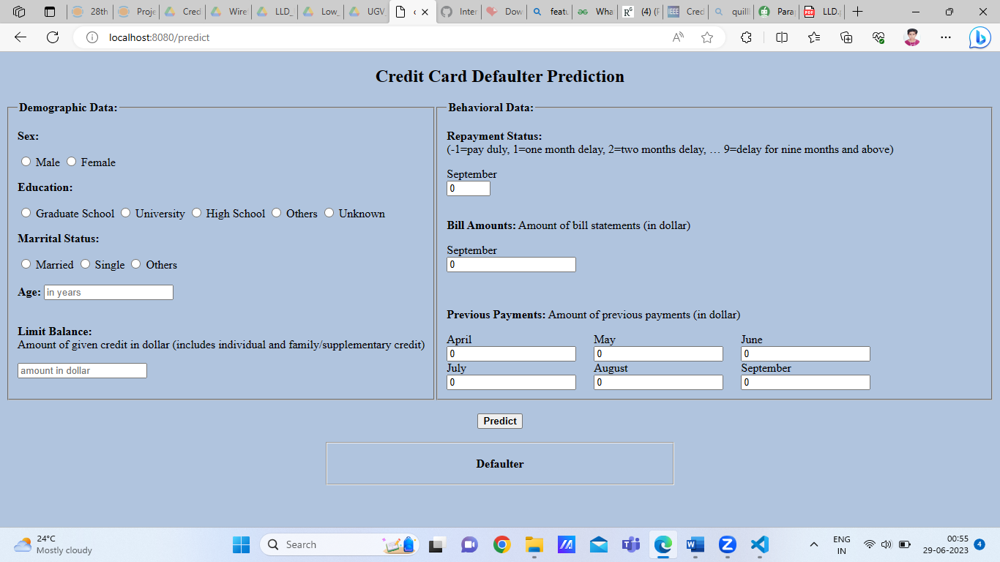 28th
Proje
Cred
Wire
LLD_
Low_
UGV_
Inter
Dow
featu
Wha
(4) (F
Cred
quill
Para
LLD.p
localhost:8080/predict
Credit Card Defaulter Prediction
Demographic Data:
Sex:
Male Female
Education:
Graduate School University High School Others Unknown
Marrital Status:
Married Single Others
Age: in years
Limit Balance:
Amount of given credit in dollar (includes individual and family/supplementary credit)
amount in dollar
Behavioral Data:
Repayment Status:
(-1=pay duly, 1=one month delay, 2=two months delay, … 9=delay for nine months and above)
September
0
Bill Amounts: Amount of bill statements (in dollar)
September
0
Previous Payments: Amount of previous payments (in dollar)
April May June
0 0 0
July August September
0 0 0
Predict
Defaulter
24°C
Mostly cloudy
Search
ENG
IN
00:55
29-06-2023
4